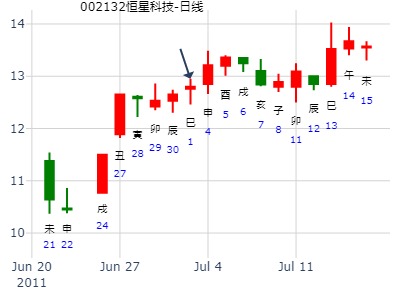 002132恒星科技-日线
14
13
12
11
10
未
21
申
22
戌
24
丑
27
寅
28
卯
29
辰
30
巳
1
申
4
酉
5
戌
6
亥
7
子
8
卯
11
辰
12
巳
13
午
14
未
15
Jun 20
2011
Jun 27
Jul 4
Jul 11